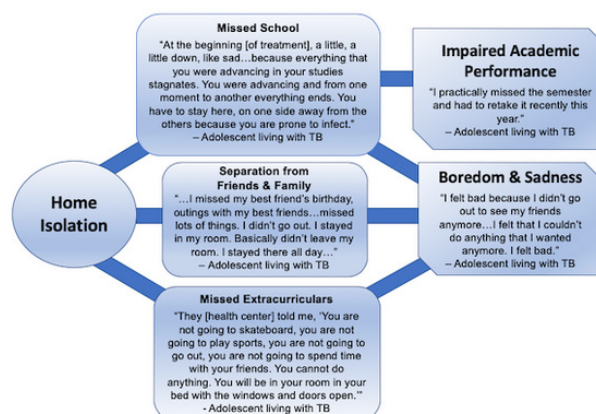 Missed School
“At the beginning [of treatment], a little, a
little down, like sad…because everything that
you were advancing in your studies
stagnates. You were advancing and from one
moment to another everything ends. You
have to stay here, on one side away from the
others because you are prone to infect.”
– Adolescent living with TB
Impaired Academic
Performance
“I practically missed the semester
and had to retake it recently this
year.”
– Adolescent living with TB
Home
Isolation
Separation from
Friends & Family
“…I missed my best friend’s birthday,
outings with my best friends…missed
lots of things. I didn’t go out. I stayed
in my room. Basically didn’t leave my
room. I stayed there all day…”
– Adolescent living with TB
Boredom & Sadness
“I felt bad because I didn’t go
out to see my friends
anymore…I felt that I couldn’t
do anything that I wanted
anymore. I felt bad.”
– Adolescent living with TB
Missed Extracurriculars
“They [health center] told me, ‘You are
not going to skateboard, you are not
going to play sports, you are not going to
go out, you are not going to spend time
with your friends. You cannot do
anything. You will be in your room in your
bed with the windows and doors open.’”
- Adolescent living with TB